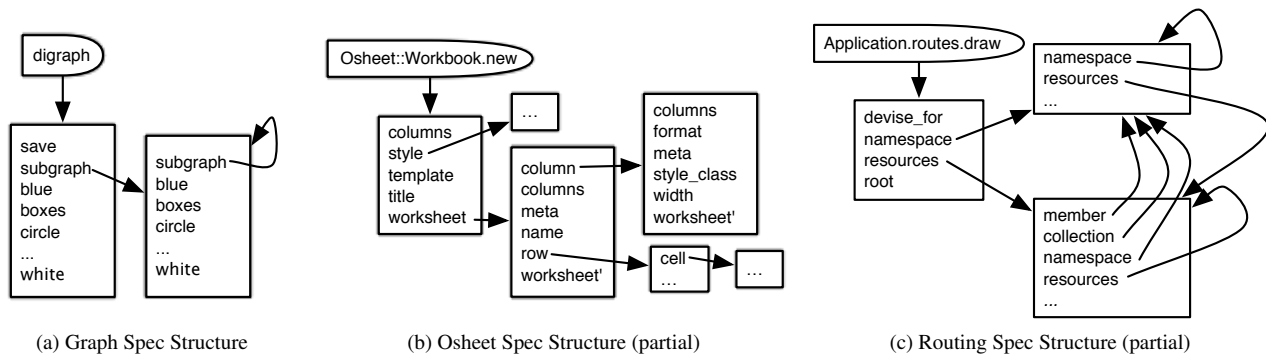 digraph
save
subgraph
blue
boxes
circle
...
white
subgraph
blue
boxes
circle
...
white
(a) Graph Spec Structure
Osheet::Workbook.new
columns
style
template
title
worksheet
...
column
columns
meta
name
row
worksheet'
columns
format
meta
style_class
width
worksheet'
cell
...
...
(b) Osheet Spec Structure (partial)
Application.routes.draw
devise_for
namespace
resources
root
namespace
resources
...
member
collection
namespace
resources
...
(c) Routing Spec Structure (partial)